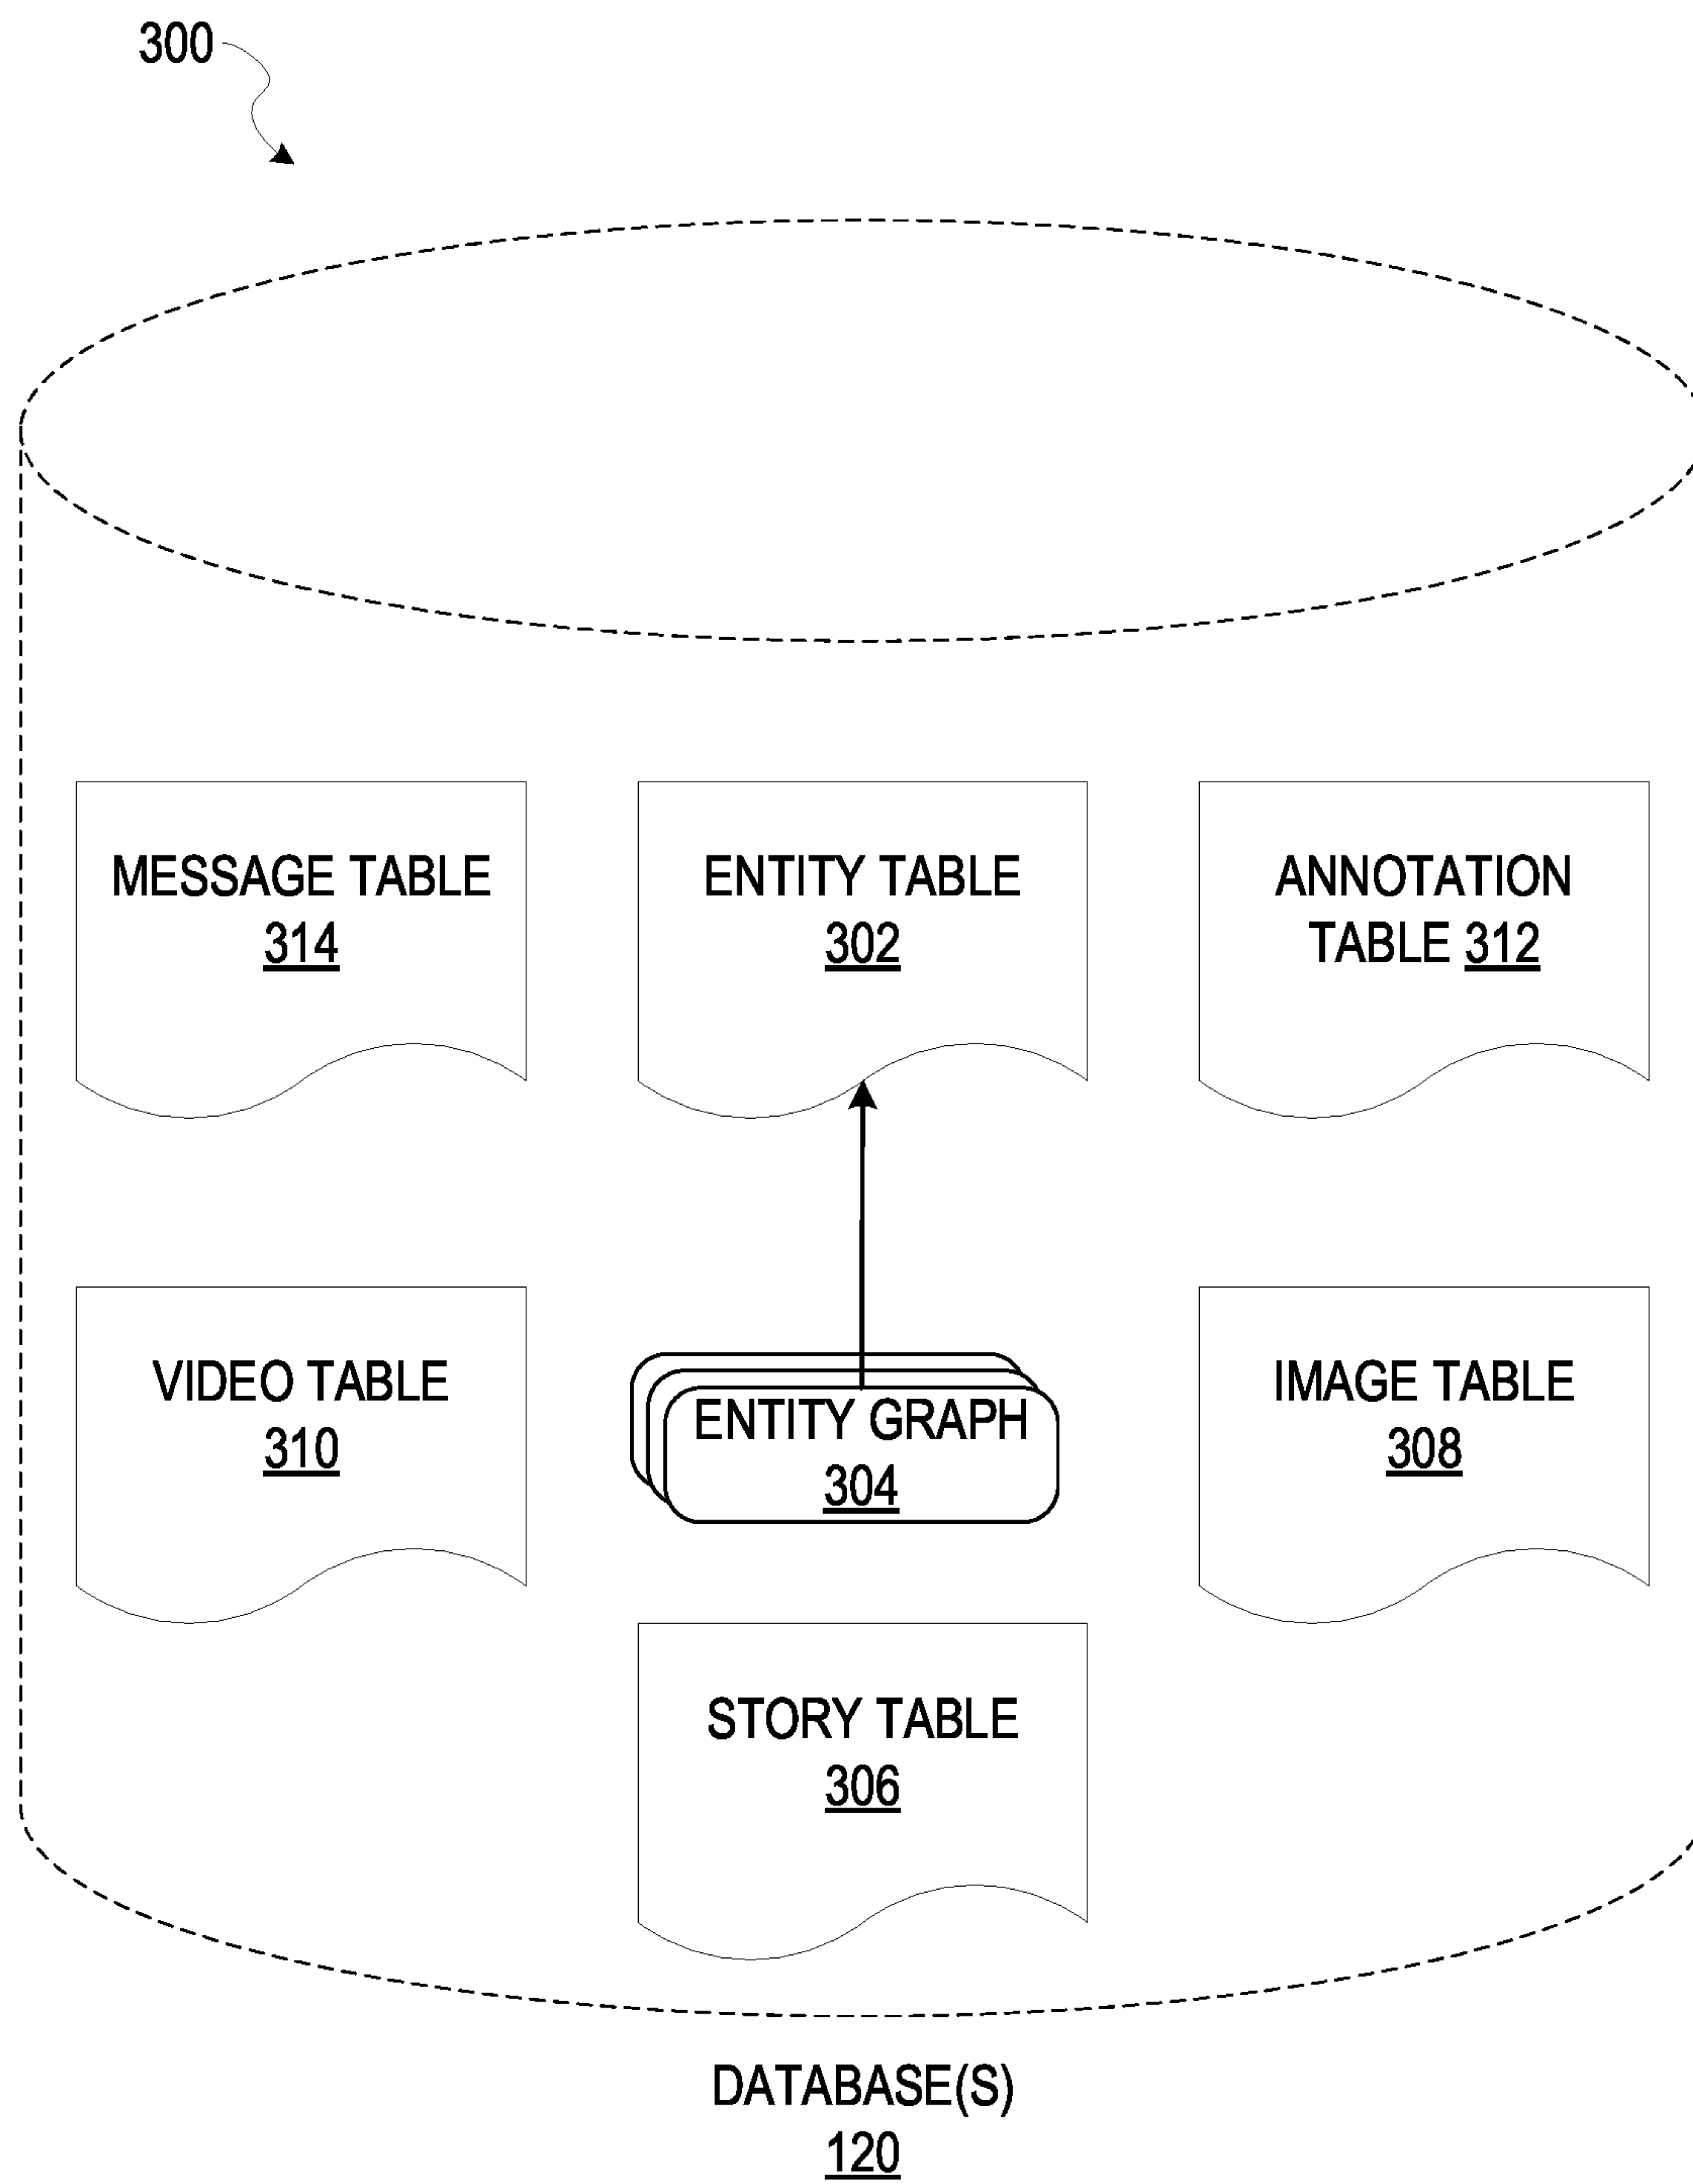 300
MESSAGE TABLE
314
ENTITY TABLE
302
ANNOTATION
TABLE 312
VIDEO TABLE
310
ENTITY GRAPH
304
IMAGE TABLE
308
STORY TABLE
306
DATABASE(S)
120